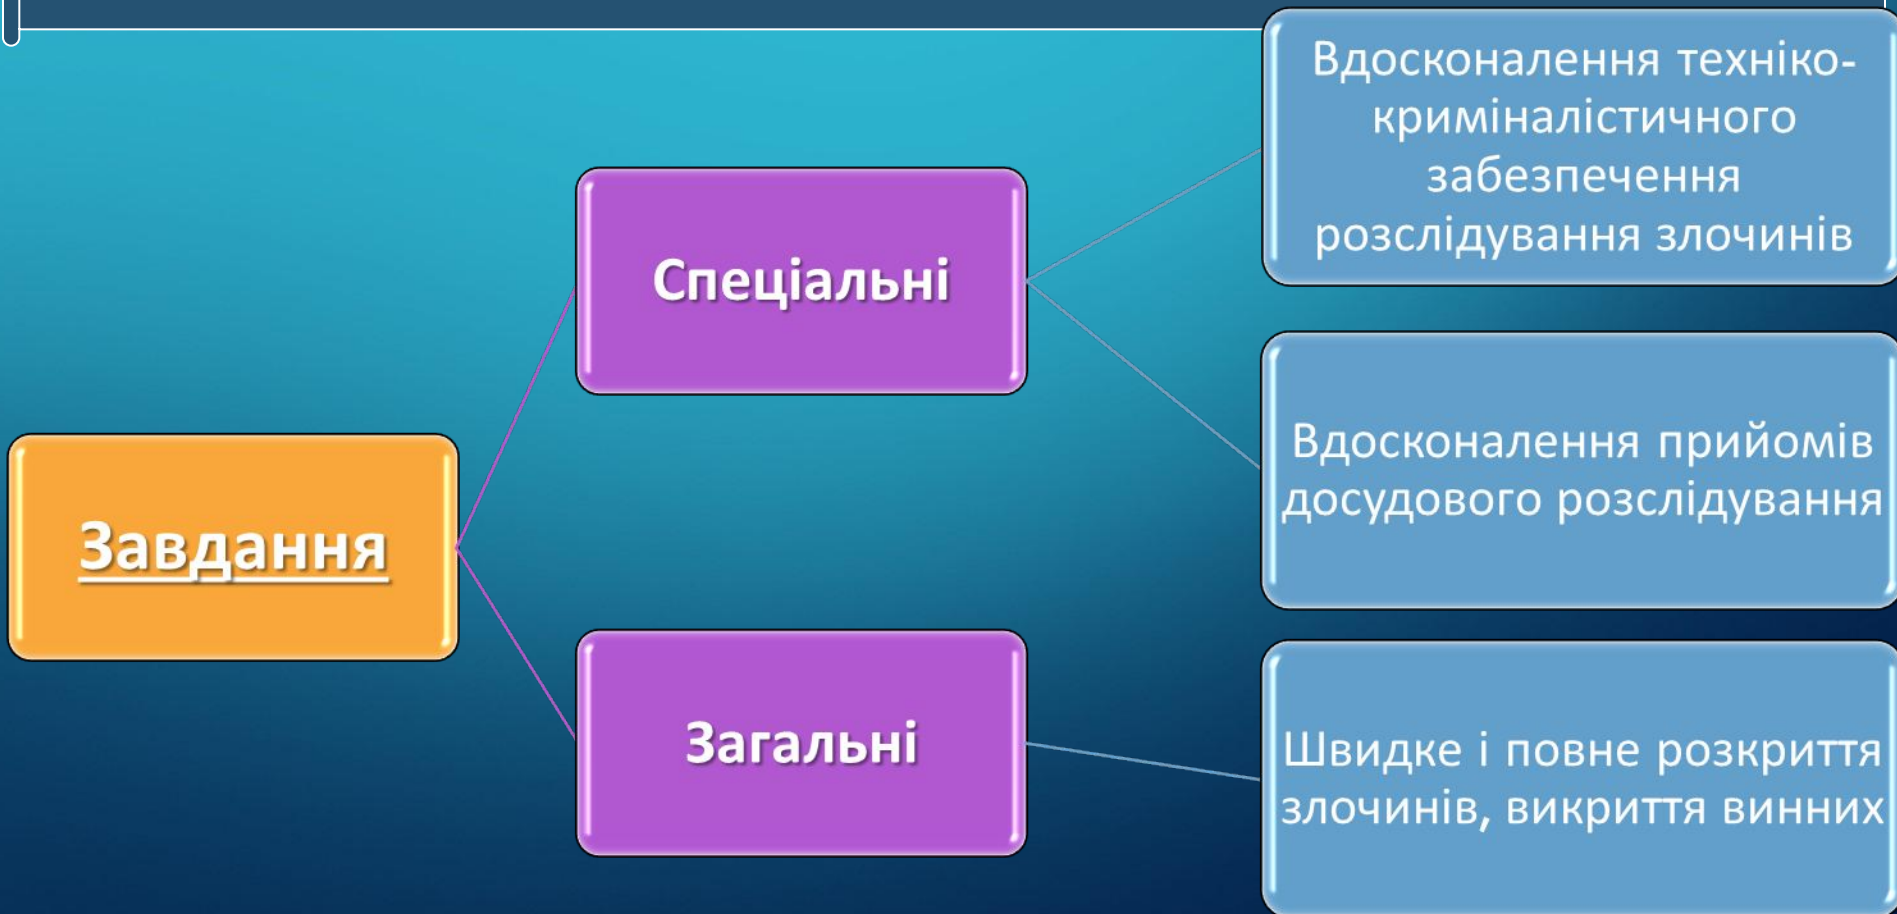 Завдання
Спеціальні
Вдосконалення техніко-
криміналістичного
забезпечення
розслідування злочинів
Вдосконалення прийомів
досудового розслідування
Загальні
Швидке і повне розкриття
злочинів, викриття винних